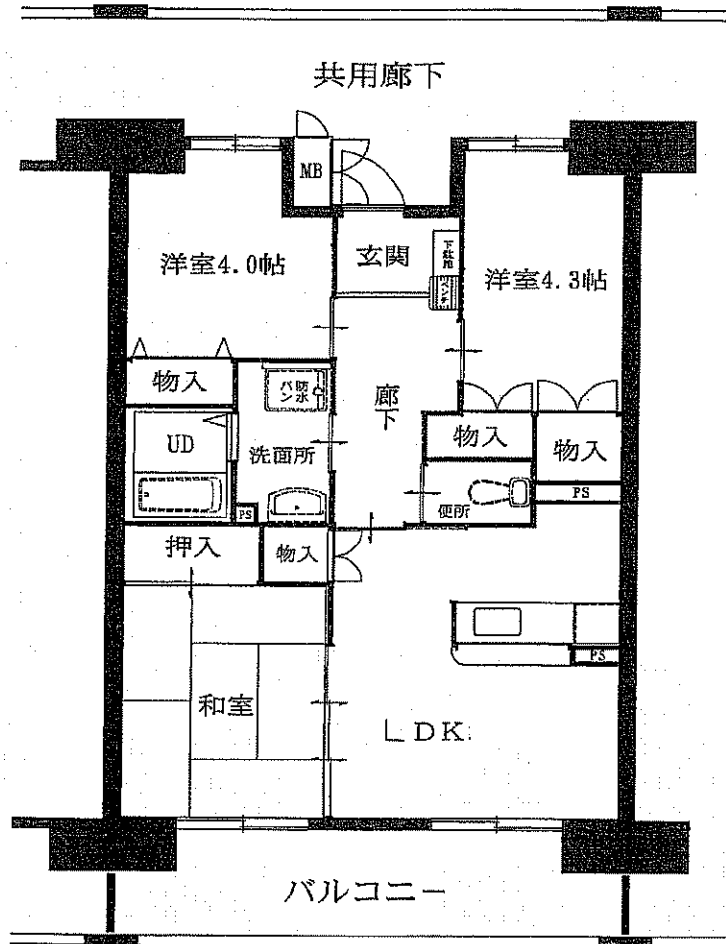 共用廊下
MB
洋室4.0帖
玄関
下駄箱
ベンチ
洋室4.3帖
物入
防水
パン
廊下
UD
洗面所
物入
物入
PS
便所
PS
押入
物入
PS
和室
LDK
バルコニー